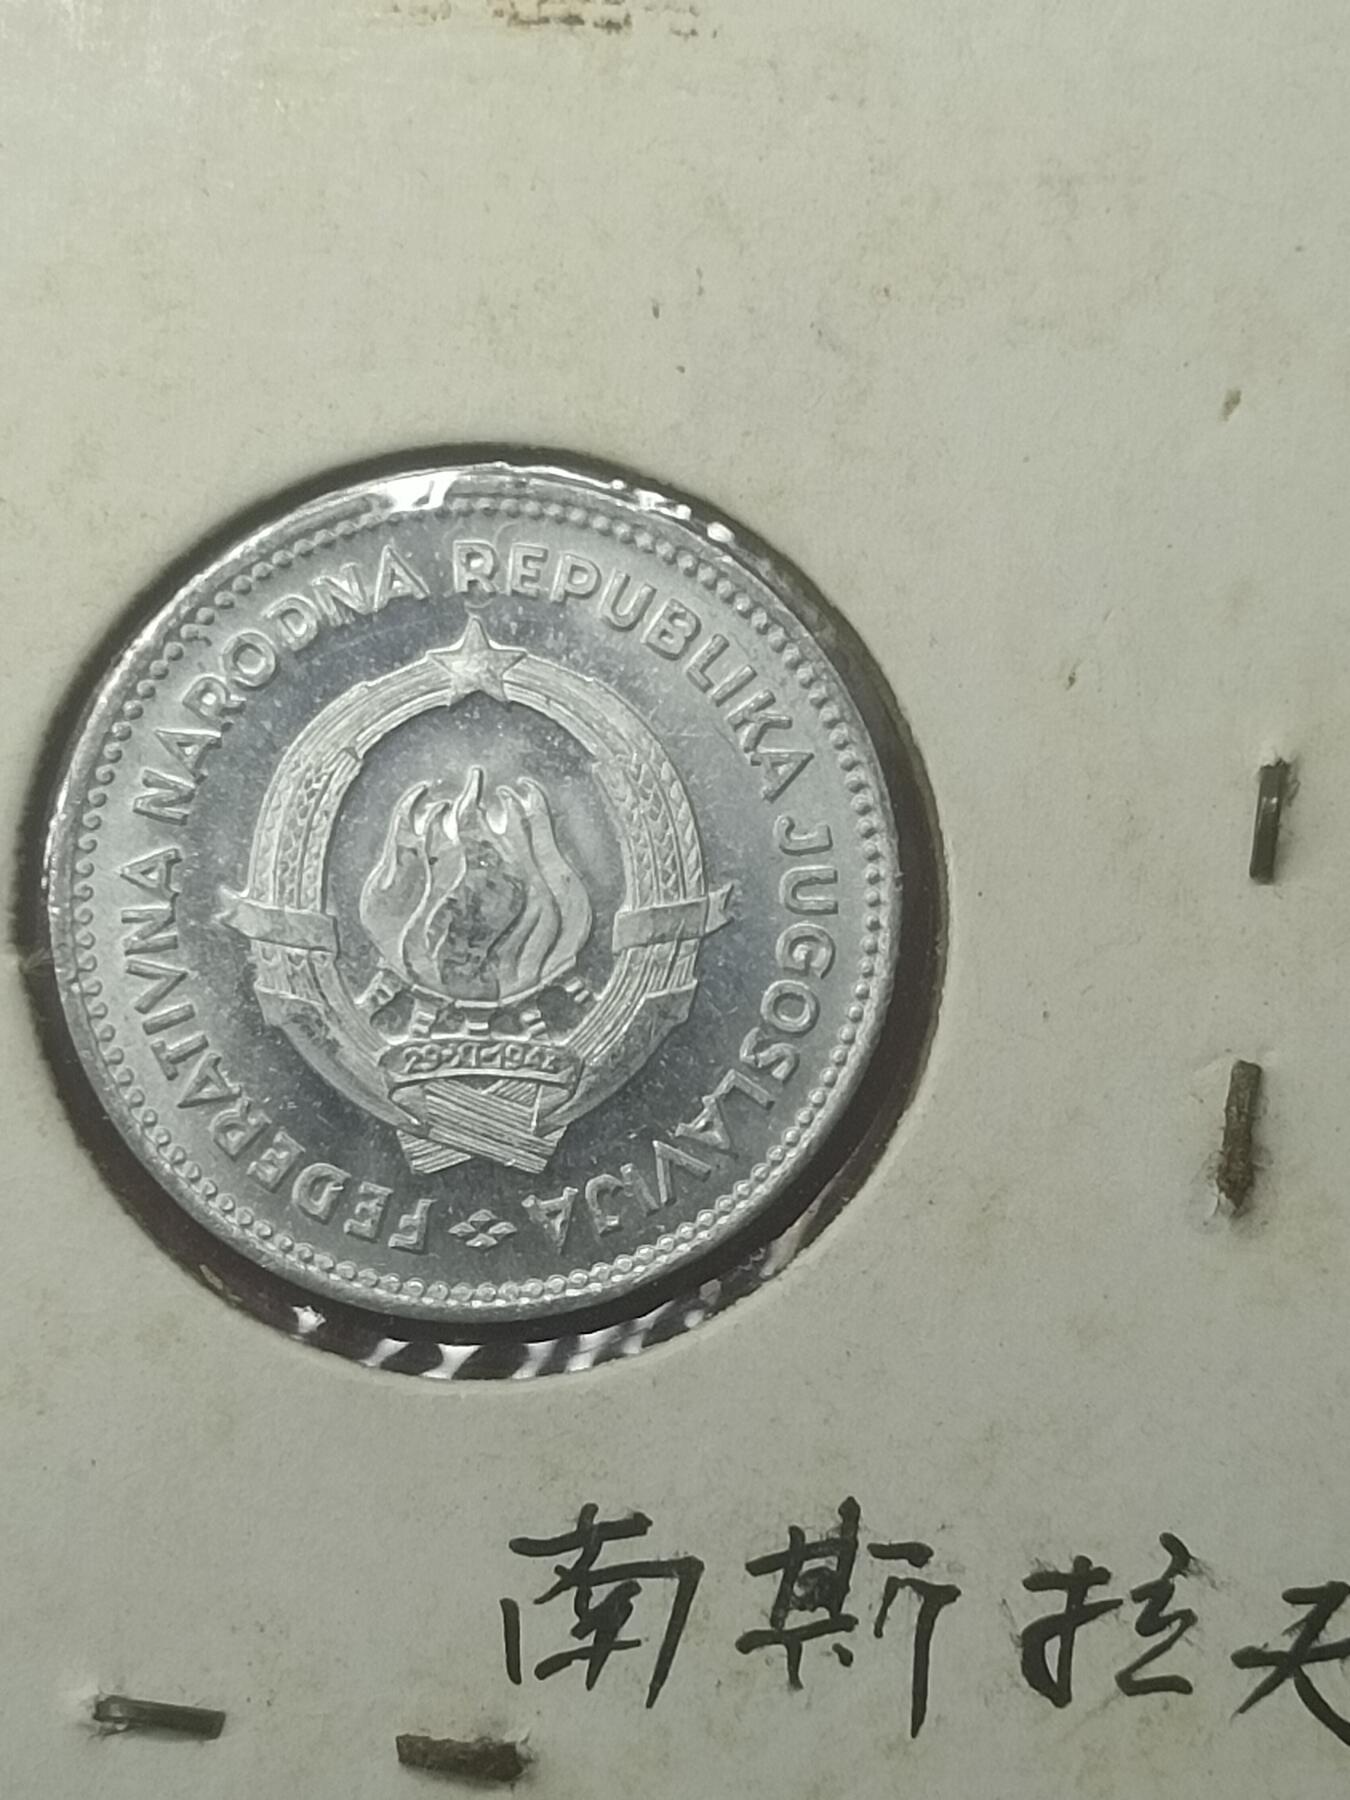 FEDERATIVNA NARODNA REPUBLIKA JUGOSLAVIJA
29·XI·1943
南斯拉夫